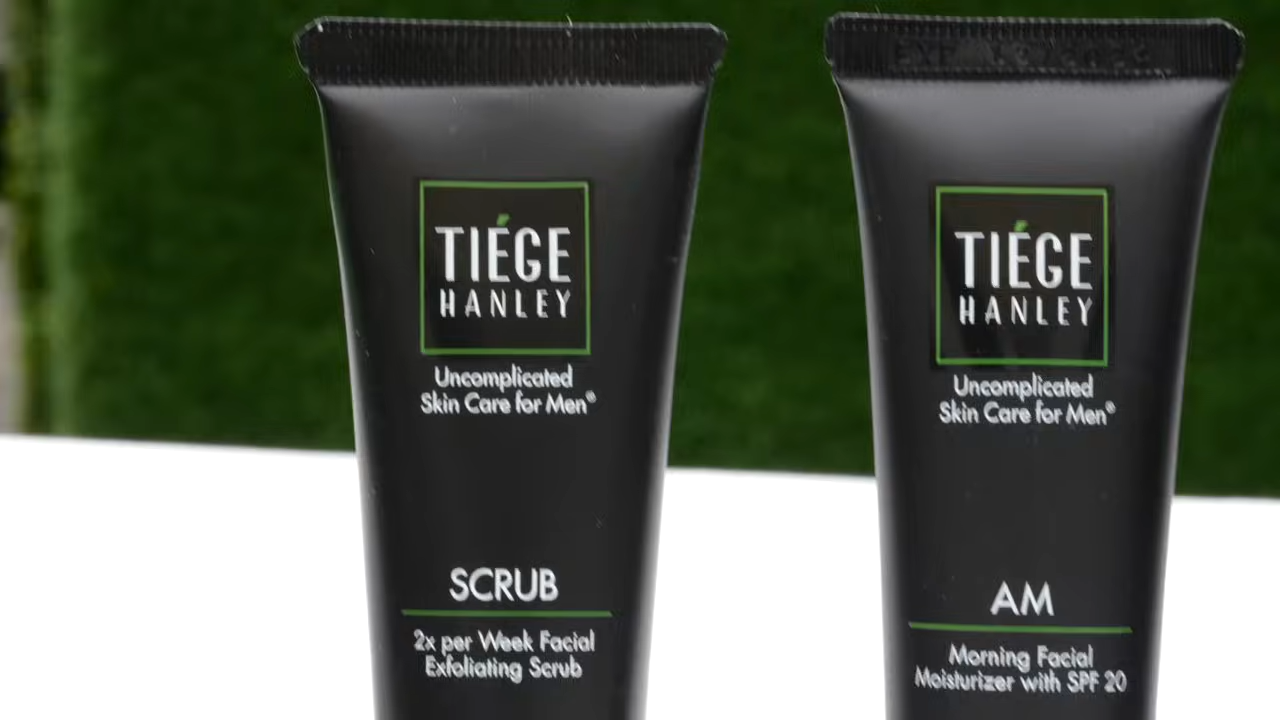 TIÉGE
HANLEY
Uncomplicated
Skin Care for Men®
SCRUB
2x per Week Facial
Exfoliating Scrub
EXP
TIÉGE
HANLEY
Uncomplicated
Skin Care for Men®
AM
Morning Facial
Moisturizer with SPF 20